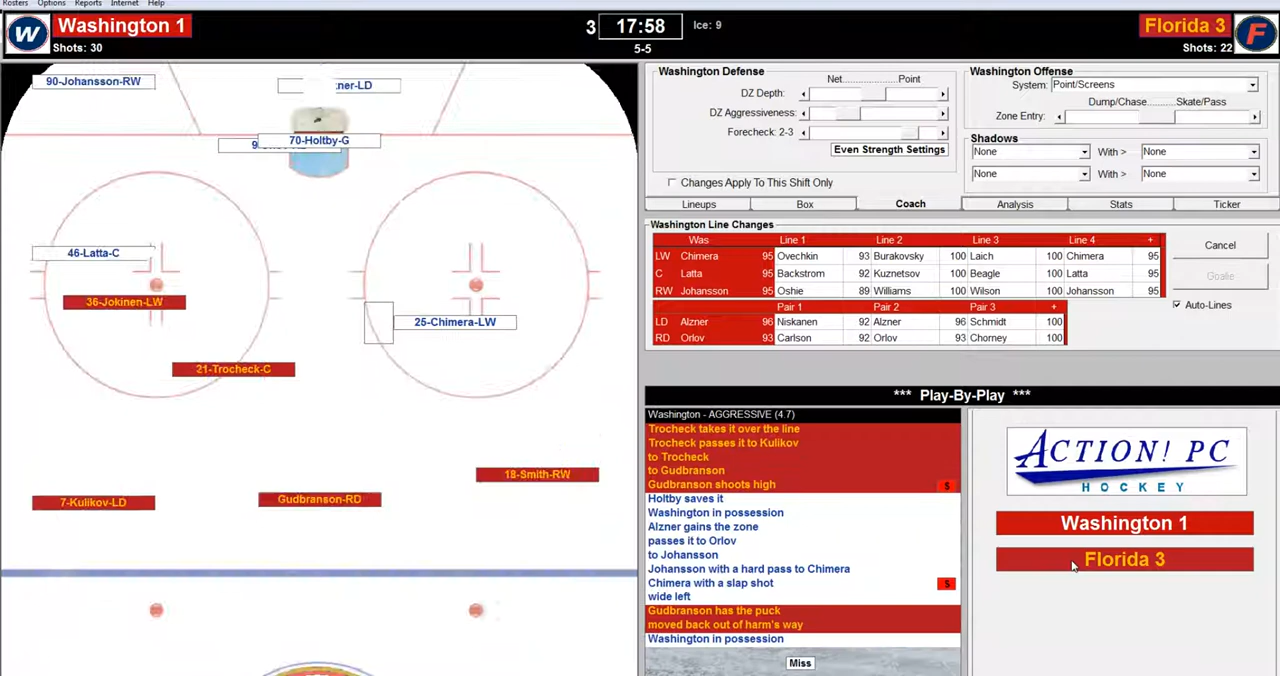 Rosters Options Reports Internet Help
W Washington 1
Shots: 30
3 17:58 Ice: 9
5-5
Florida 3 F
Shots: 22
90-Johansson-RW
ner-LD
70-Holtby-G
9
46-Latta-C
36-Jokinen-LW
25-Chimera-LW
21-Trocheck-C
18-Smith-RW
7-Kulikov-LD
Gudbranson-RD
Washington Defense
Net....................Point
DZ Depth:
DZ Aggressiveness:
Forecheck: 2-3
Even Strength Settings
Changes Apply To This Shift Only
Washington Offense
System: Point/Screens
Dump/Chase..........Skate/Pass
Zone Entry:
Shadows
None With > None
None With > None
Lineups Box Coach Analysis Stats Ticker
Washington Line Changes
Was Line 1 Line 2 Line 3 Line 4 +
LW Chimera 95 Ovechkin 93 Burakovsky 100 Laich 100 Chimera 95
C Latta 95 Backstrom 92 Kuznetsov 100 Beagle 100 Latta 95
RW Johansson 95 Oshie 89 Williams 100 Wilson 100 Johansson 95
Pair 1 Pair 2 Pair 3 +
LD Alzner 96 Niskanen 92 Alzner 96 Schmidt 100
RD Orlov 93 Carlson 92 Orlov 93 Chorney 100
Cancel
Goalie
Auto-Lines
*** Play-By-Play ***
Washington - AGGRESSIVE (4.7)
Trocheck takes it over the line
Trocheck passes it to Kulikov
to Trocheck
to Gudbranson
Gudbranson shoots high S
Holtby saves it
Washington in possession
Alzner gains the zone
passes it to Orlov
to Johansson
Johansson with a hard pass to Chimera
Chimera with a slap shot S
wide left
Gudbranson has the puck
moved back out of harm's way
Washington in possession
Miss
ACTION! PC
HOCKEY
Washington 1
Florida 3